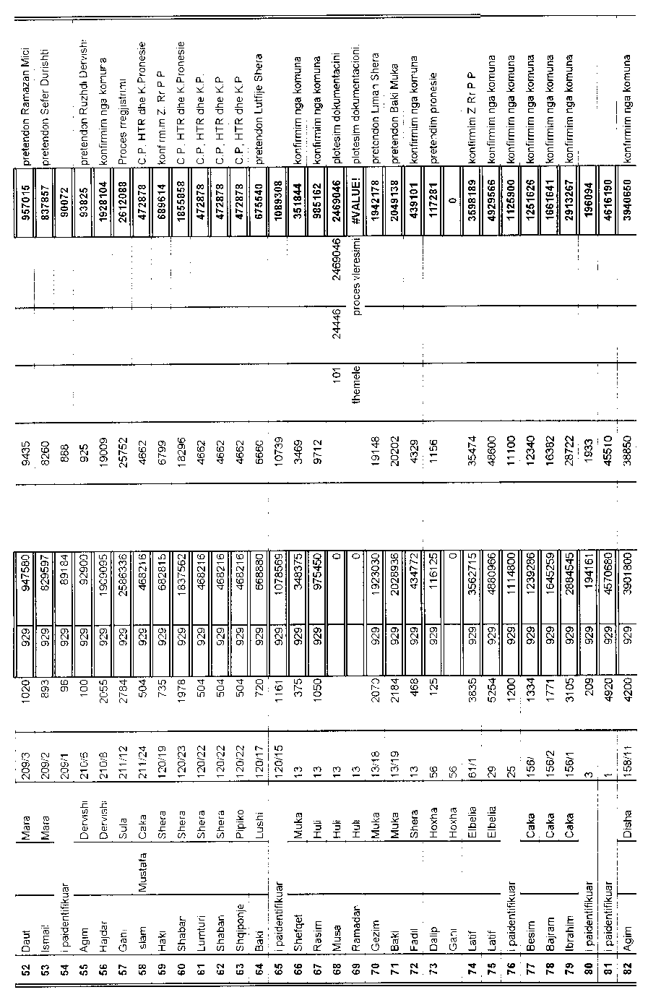 52 Daut Mara 209/3 1020 929 947580 9435 957015 pretendon Ramazan Mici
53 Ismail Mara 209/2 893 929 829597 8260 837857 pretendon Sefer Durishti
54 i paidentifikuar 209/1 96 929 89184 888 90072
55 Agim Dervishi 210/6 100 929 92900 925 93825 pretendon Ruzhdi Dervishi
56 Hajdar Dervishi 210/8 2055 929 1909095 19009 1928104 konfirmim nga komuna
57 Gani Sula 211/12 2784 929 2586336 25752 2612088 Proces rregjistrimi
58 Islam Mustafa Caka 211/24 504 929 468216 4662 472878 C.P, HTR dhe K.Pronesie
59 Haki Shera 120/19 735 929 682815 6799 689614 konfirmim Z. Rr P P
60 Shaban Shera 120/23 1978 929 1837562 18296 1855858 C P, HTR dhe K.Pronesie
61 Lumturi Shera 120/22 504 929 468216 4662 472878 C.P, HTR dhe K.P.
62 Shaban Shera 120/22 504 929 468216 4662 472878 C.P, HTR dhe K.P
63 Shqiponje Pipiko 120/22 504 929 468216 4662 472878 C.P, HTR dhe K.P
64 Baki Lushi 120/17 720 929 668880 6660 675540 pretendon Lutfije Shera
65 i paidentifikuar 120/15 1161 929 1078569 10739 1089308
66 Shefqet Muka 13 375 929 348375 3469 351844 konfirmim nga komuna
67 Rasim Huli 13 1050 929 975450 9712 985162 konfirmim nga komuna
68 Musa Huli 13 0 101 24446 2469046 2469046 plotesim dokumentacini
69 Ramadan Huli 13 0 themele proces vleresimi #VALUE! plotesim dokumentacioni.
70 Gezim Muka 13/18 2070 929 1923030 19148 1942178 pretendon Liman Shera
71 Baki Muka 13/19 2184 929 2028936 20202 2049138 pretendon Baki Muka
72 Fadil Shera 13 468 929 434772 4329 439101 konfirmim nga komuna
73 Dalip Hoxha 56 125 929 116125 1156 117281 pretendim pronesie
Gani Hoxha 56 0 0
74 Latif Elbelia 61/1 3835 929 3562715 35474 3598189 konfirmim Z Rr P P
75 Latif Elbelia 29 5254 929 4880966 48600 4929566 konfirmim nga komuna
76 i paidentifikuar 25 1200 929 1114800 11100 1125900 konfirmim nga komuna
77 Besim Caka 156/ 1334 929 1239286 12340 1251626 konfirmim nga komuna
78 Bajram Caka 156/2 1771 929 1645259 16382 1661641 konfirmim nga komuna
79 Ibrahim Caka 156/1 3105 929 2884545 28722 2913267 konfirmim nga komuna
80 i paidentifikuar 3 209 929 194161 1933 196094
81 i paidentifikuar 1 4920 929 4570680 45510 4616190
82 Agim Disha 158/11 4200 929 3901800 38850 3940650 konfirmim nga komuna